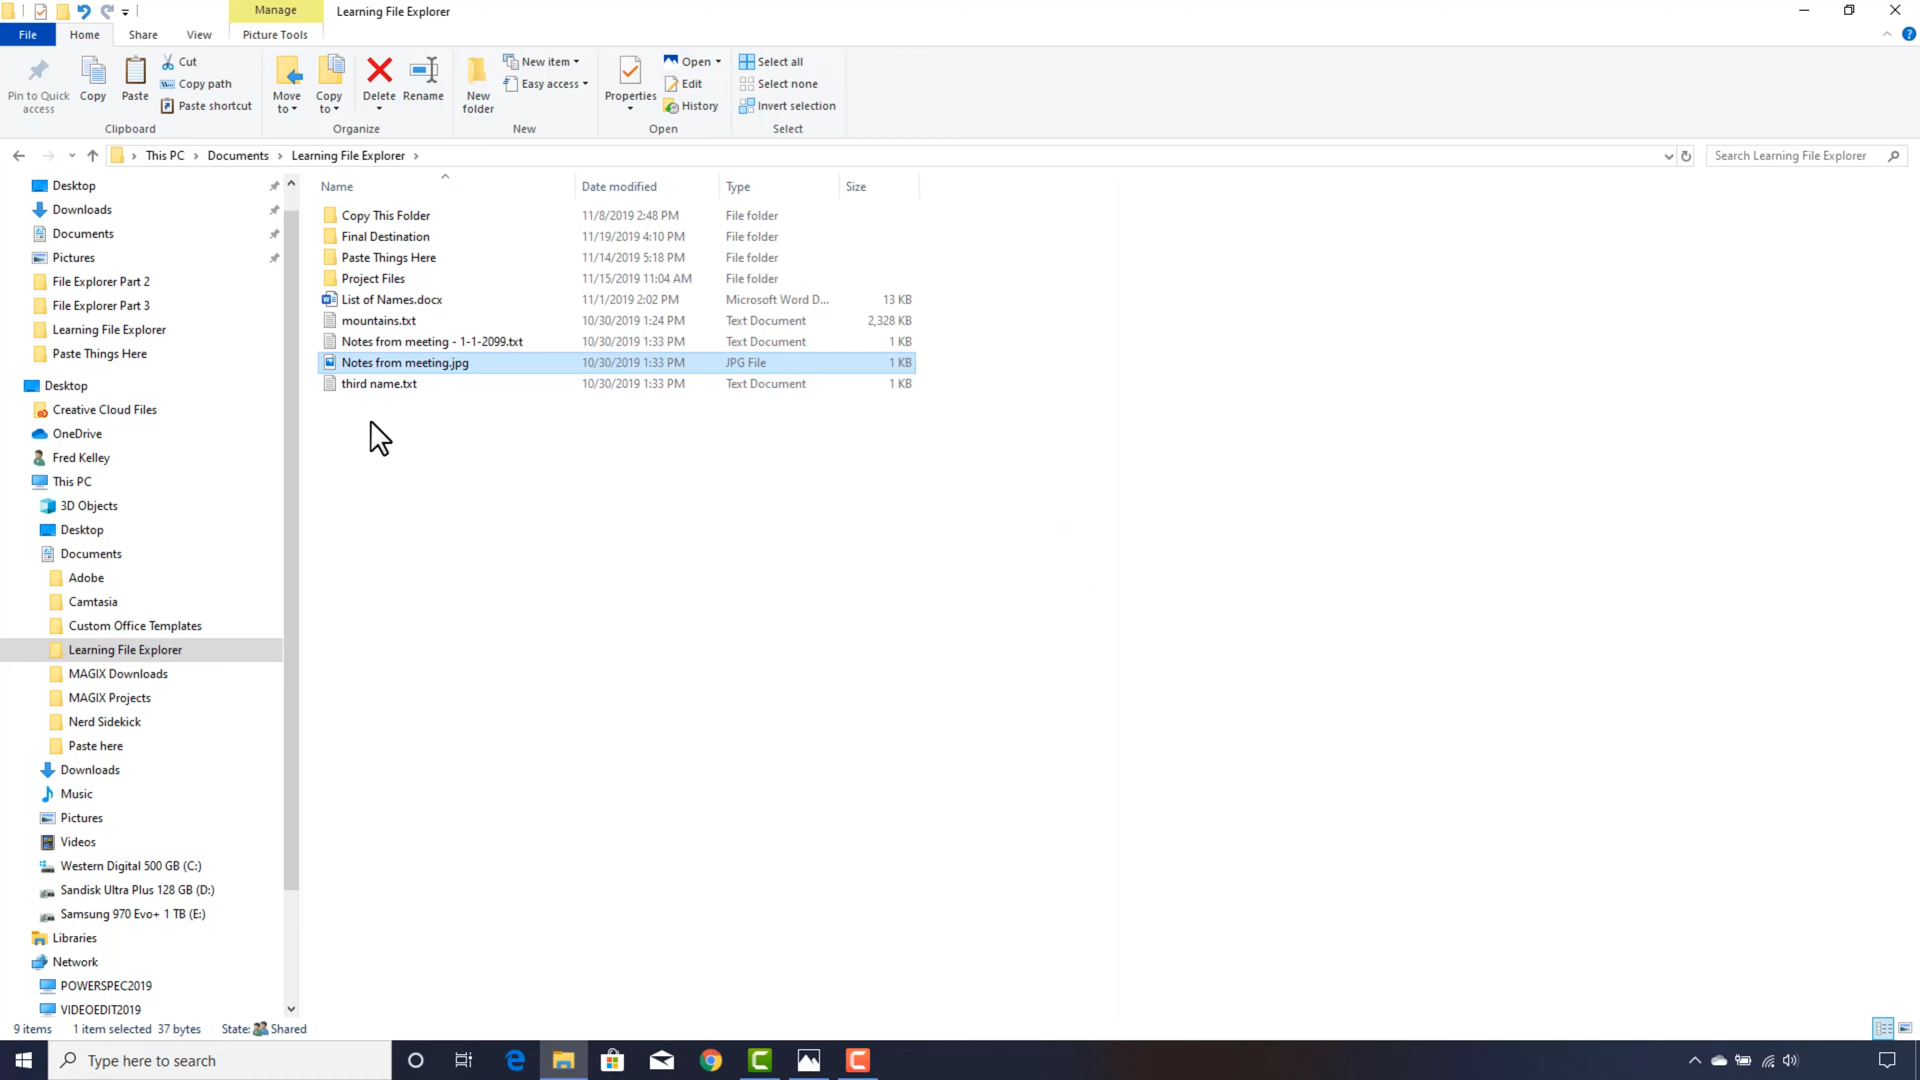 Manage
Learning File Explorer
File
Home
Share
View
Picture Tools
Pin to Quick access
Copy
Paste
Cut
Copy path
Paste shortcut
Clipboard
Move to
Copy to
Delete
Rename
Organize
New folder
New item
Easy access
New
Properties
Open
Edit
History
Open
Select all
Select none
Invert selection
Select
This PC
Documents
Learning File Explorer
Search Learning File Explorer
Desktop
Downloads
Documents
Pictures
File Explorer Part 2
File Explorer Part 3
Learning File Explorer
Paste Things Here
Desktop
Creative Cloud Files
OneDrive
Fred Kelley
This PC
3D Objects
Desktop
Documents
Adobe
Camtasia
Custom Office Templates
Learning File Explorer
MAGIX Downloads
MAGIX Projects
Nerd Sidekick
Paste here
Downloads
Music
Pictures
Videos
Western Digital 500 GB (C:)
Sandisk Ultra Plus 128 GB (D:)
Samsung 970 Evo+ 1 TB (E:)
Libraries
Network
POWERSPEC2019
VIDEOEDIT2019
Name Date modified Type Size
Copy This Folder 11/8/2019 2:48 PM File folder
Final Destination 11/19/2019 4:10 PM File folder
Paste Things Here 11/14/2019 5:18 PM File folder
Project Files 11/15/2019 11:04 AM File folder
List of Names.docx 11/1/2019 2:02 PM Microsoft Word D... 13 KB
mountains.txt 10/30/2019 1:24 PM Text Document 2,328 KB
Notes from meeting - 1-1-2099.txt 10/30/2019 1:33 PM Text Document 1 KB
Notes from meeting.jpg 10/30/2019 1:33 PM JPG File 1 KB
third name.txt 10/30/2019 1:33 PM Text Document 1 KB
9 items 1 item selected 37 bytes State: Shared
Type here to search